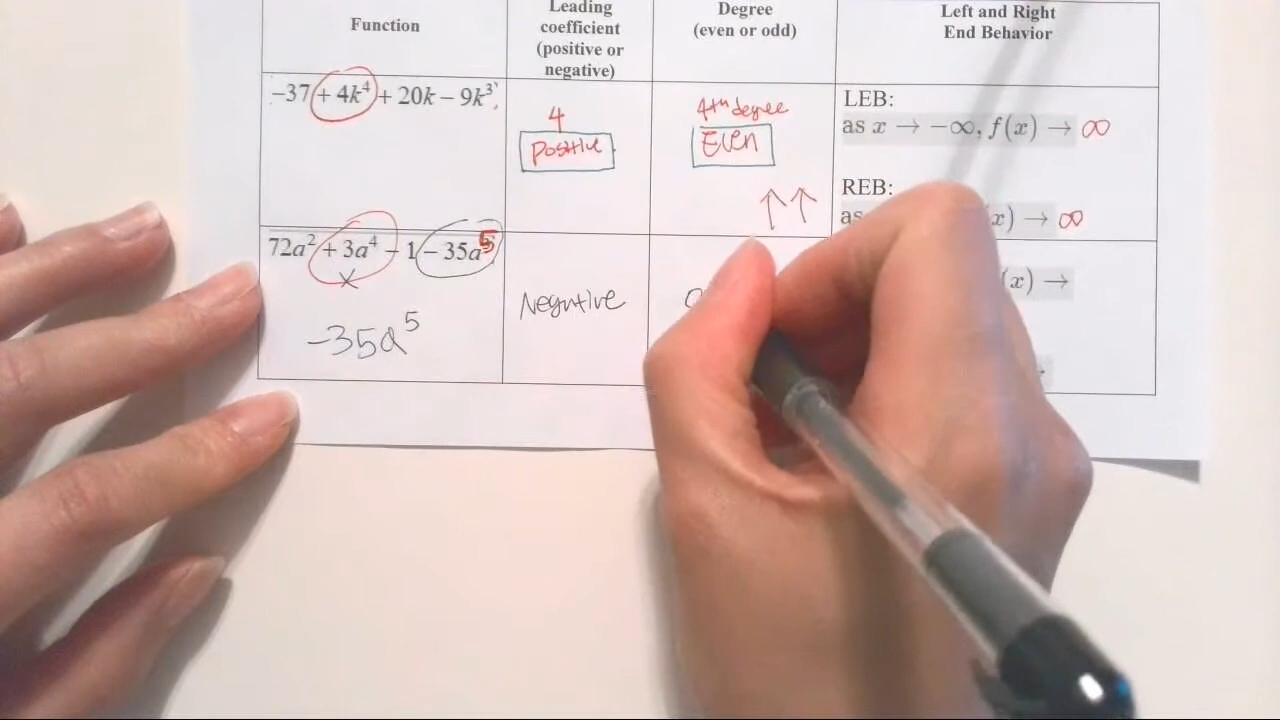 Function
Leading
coefficient
(positive or
negative)
Degree
(even or odd)
Left and Right
End Behavior
-37 + 4k⁴ + 20k - 9k³
4
Positive
4th degree
Even
↑↑
LEB:
as x → -∞, f(x) → ∞
REB:
as x) → ∞
72a² + 3a⁴ - 1 - 35a⁵
x
-35a⁵
Negative
(x) →